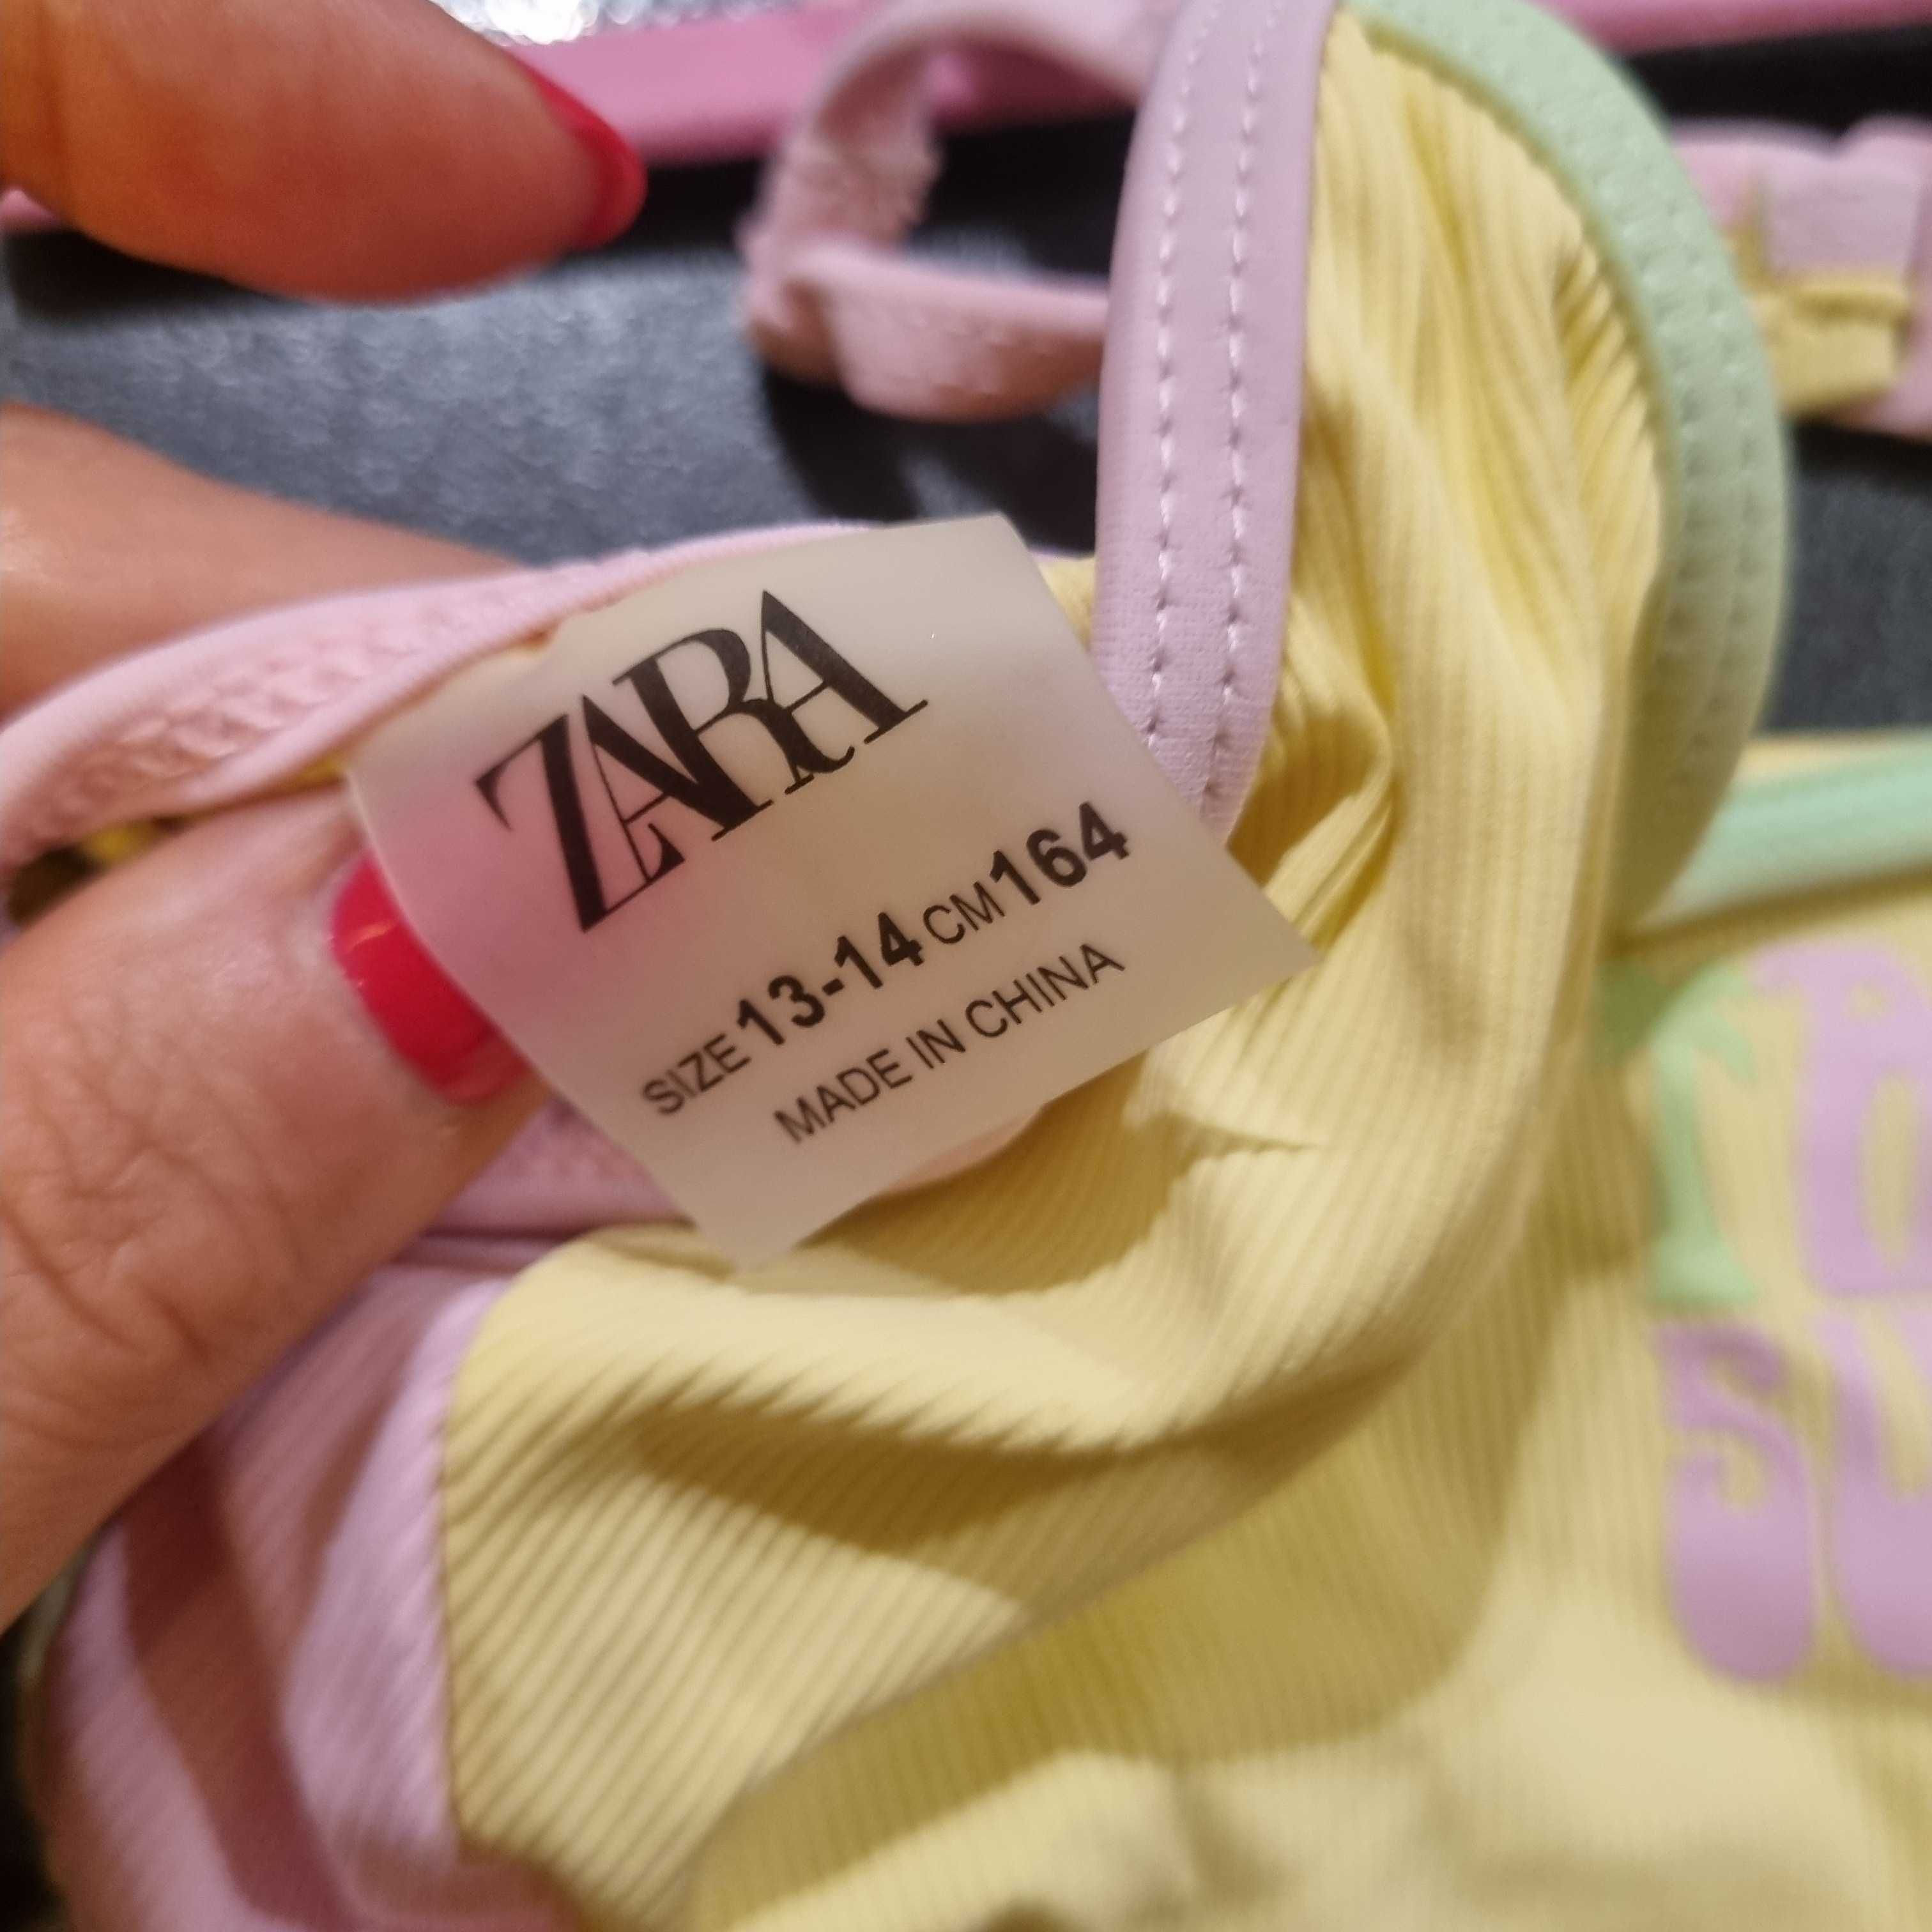 ZARA
SIZE 13-14 CM 164
MADE IN CHINA